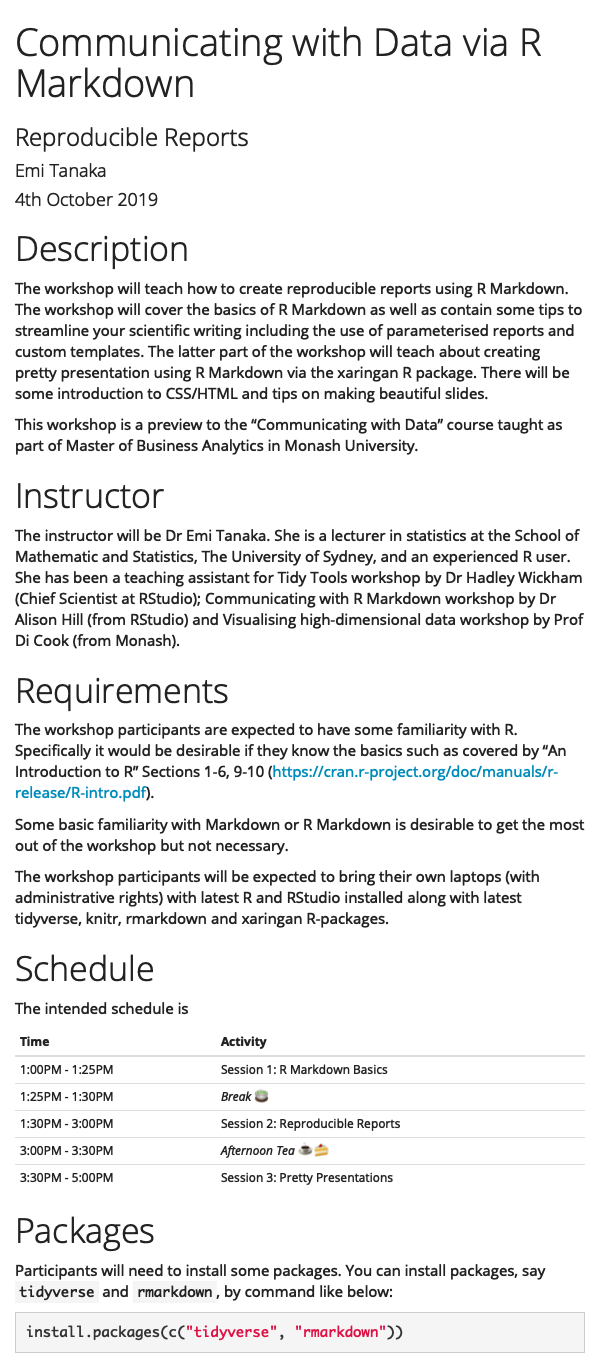 Communicating with Data via R
Markdown
Reproducible Reports
Emi Tanaka
4th October 2019
Description
The workshop will teach how to create reproducible reports using R Markdown.
The workshop will cover the basics of R Markdown as well as contain some tips to
streamline your scientific writing including the use of parameterised reports and
custom templates. The latter part of the workshop will teach about creating
pretty presentation using R Markdown via the xaringan R package. There will be
some introduction to CSS/HTML and tips on making beautiful slides.
This workshop is a preview to the “Communicating with Data” course taught as
part of Master of Business Analytics in Monash University.
Instructor
The instructor will be Dr Emi Tanaka. She is a lecturer in statistics at the School of
Mathematic and Statistics, The University of Sydney, and an experienced R user.
She has been a teaching assistant for Tidy Tools workshop by Dr Hadley Wickham
(Chief Scientist at RStudio); Communicating with R Markdown workshop by Dr
Alison Hill (from RStudio) and Visualising high-dimensional data workshop by Prof
Di Cook (from Monash).
Requirements
The workshop participants are expected to have some familiarity with R.
Specifically it would be desirable if they know the basics such as covered by “An
Introduction to R” Sections 1-6, 9-10 (https://cran.r-project.org/doc/manuals/r-
release/R-intro.pdf).
Some basic familiarity with Markdown or R Markdown is desirable to get the most
out of the workshop but not necessary.
The workshop participants will be expected to bring their own laptops (with
administrative rights) with latest R and RStudio installed along with latest
tidyverse, knitr, rmarkdown and xaringan R-packages.
Schedule
The intended schedule is
Time Activity
1:00PM - 1:25PM Session 1: R Markdown Basics
1:25PM - 1:30PM Break 🍵
1:30PM - 3:00PM Session 2: Reproducible Reports
3:00PM - 3:30PM Afternoon Tea ☕🍰
3:30PM - 5:00PM Session 3: Pretty Presentations
Packages
Participants will need to install some packages. You can install packages, say
tidyverse and rmarkdown , by command like below:
install.packages(c("tidyverse", "rmarkdown"))